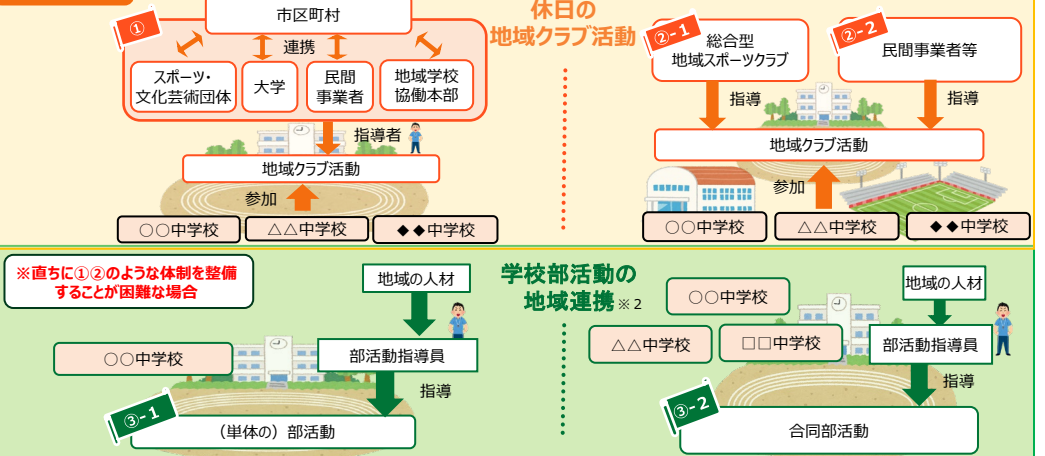 休日の
地域クラブ活動
①
市区町村
連携
スポーツ・
文化芸術団体
大学
民間
事業者
地域学校
協働本部
指導者
地域クラブ活動
参加
○○中学校
△△中学校
◆◆中学校
②-1
総合型
地域スポーツクラブ
②-2
民間事業者等
指導
指導
地域クラブ活動
参加
○○中学校
△△中学校
◆◆中学校
※直ちに①②のような体制を整備
することが困難な場合
学校部活動の
地域連携※2
地域の人材
○○中学校
部活動指導員
指導
③-1
（単体の）部活動
○○中学校
△△中学校
□□中学校
地域の人材
部活動指導員
指導
③-2
合同部活動